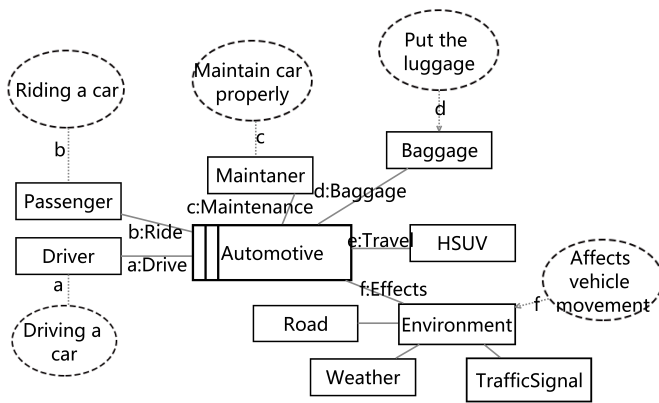 Put the
luggage
Riding a car
Maintain car
properly
d
b
c
Baggage
Maintaner
d:Baggage
Passenger
c:Maintenance
b:Ride
Driver
a:Drive
Automotive
e:Travel
HSUV
Affects
vehicle
movement
a
f:Effects
f
Driving a
car
Road
Environment
Weather
TrafficSignal